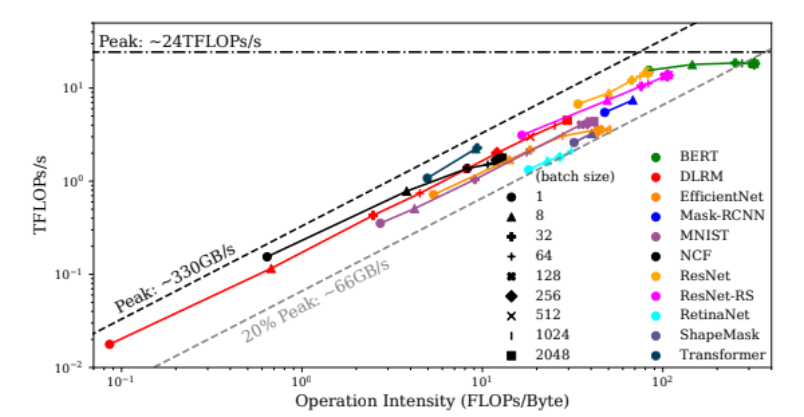 Peak: ~24TFLOPs/s
Peak: ~330GB/s
20% Peak: ~66GB/s
TFLOPs/s
10¹
10⁰
10⁻¹
10⁻²
10⁻¹
10⁰
10¹
10²
Operation Intensity (FLOPs/Byte)
(batch size)
1
8
32
64
128
256
512
1024
2048
BERT
DLRM
EfficientNet
Mask-RCNN
MNIST
NCF
ResNet
ResNet-RS
RetinaNet
ShapeMask
Transformer